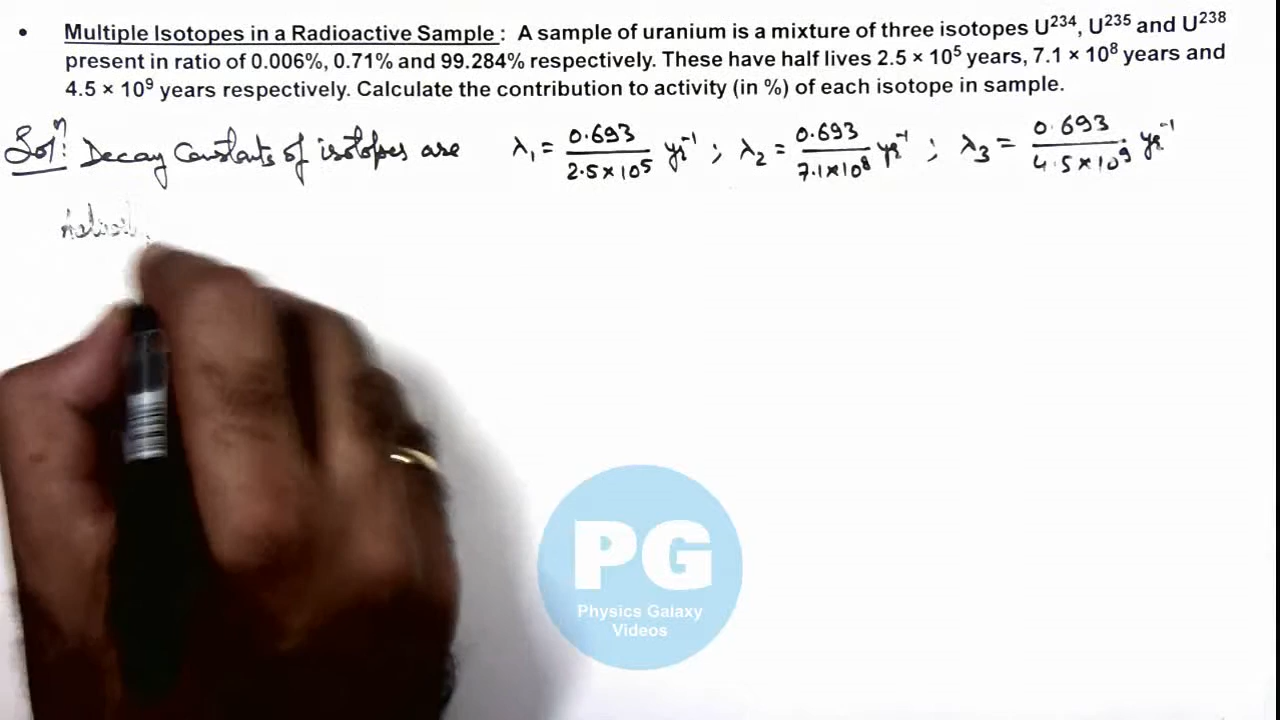 • Multiple Isotopes in a Radioactive Sample : A sample of uranium is a mixture of three isotopes U²³⁴, U²³⁵ and U²³⁸
present in ratio of 0.006%, 0.71% and 99.284% respectively. These have half lives 2.5 × 10⁵ years, 7.1 × 10⁸ years and
4.5 × 10⁹ years respectively. Calculate the contribution to activity (in %) of each isotope in sample.
Solⁿ: Decay Constants of isotopes are λ₁ = 0.693 / 2.5×10⁵ yr⁻¹ ; λ₂ = 0.693 / 7.1×10⁸ yr⁻¹ ; λ₃ = 0.693 / 4.5×10⁹ yr⁻¹
PG
Physics Galaxy
Videos